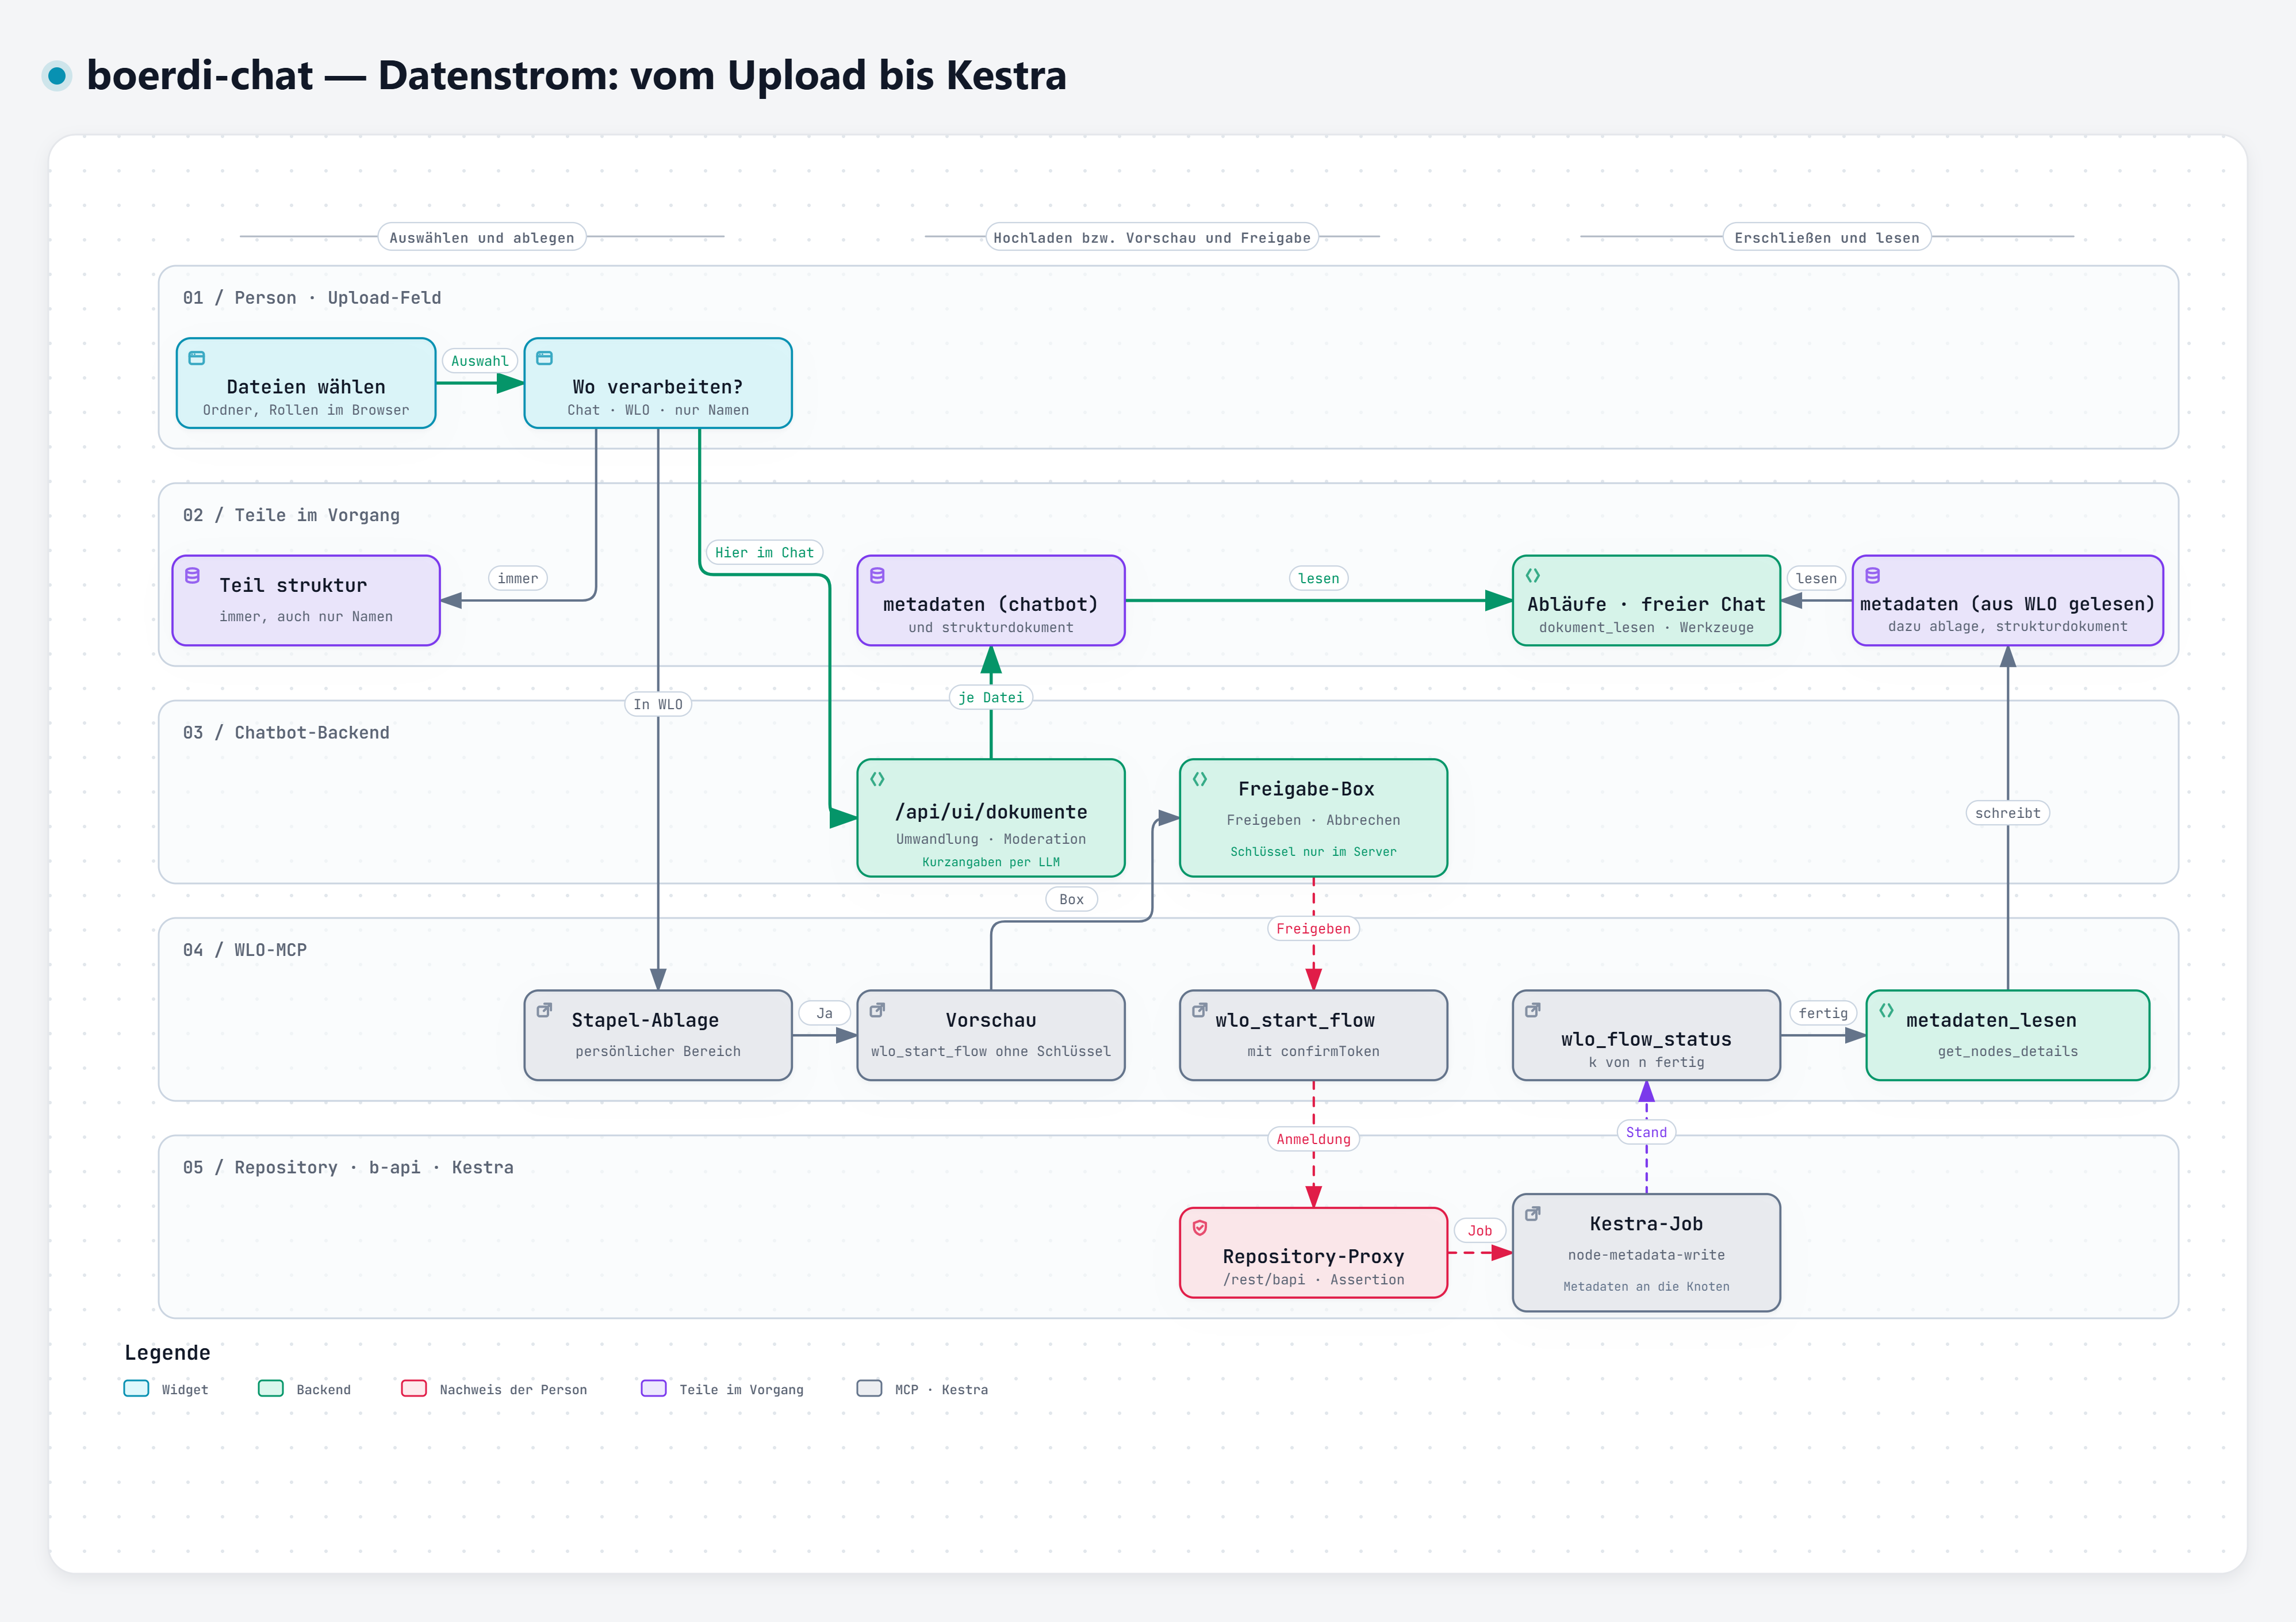 boerdi-chat — Datenstrom: vom Upload bis Kestra
Auswählen und ablegen
Hochladen bzw. Vorschau und Freigabe
Erschließen und lesen
01 / Person · Upload-Feld
Dateien wählen
Ordner, Rollen im Browser
Auswahl
Wo verarbeiten?
Chat · WLO · nur Namen
02 / Teile im Vorgang
Teil struktur
immer, auch nur Namen
immer
Hier im Chat
metadaten (chatbot)
und strukturdokument
lesen
Abläufe · freier Chat
dokument_lesen · Werkzeuge
lesen
metadaten (aus WLO gelesen)
dazu ablage, strukturdokument
In WLO
je Datei
03 / Chatbot-Backend
/api/ui/dokumente
Umwandlung · Moderation
Kurzangaben per LLM
Freigabe-Box
Freigeben · Abbrechen
Schlüssel nur im Server
schreibt
Box
Freigeben
04 / WLO-MCP
Stapel-Ablage
persönlicher Bereich
Ja
Vorschau
wlo_start_flow ohne Schlüssel
wlo_start_flow
mit confirmToken
wlo_flow_status
k von n fertig
fertig
metadaten_lesen
get_nodes_details
Anmeldung
Stand
05 / Repository · b-api · Kestra
Repository-Proxy
/rest/bapi · Assertion
Job
Kestra-Job
node-metadata-write
Metadaten an die Knoten
Legende
Widget
Backend
Nachweis der Person
Teile im Vorgang
MCP · Kestra